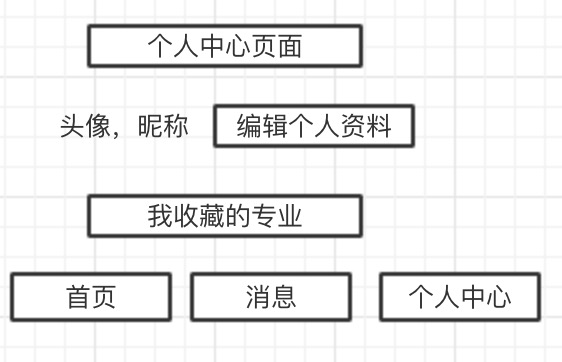 个人中心页面
头像，昵称 编辑个人资料
我收藏的专业
首页 消息 个人中心